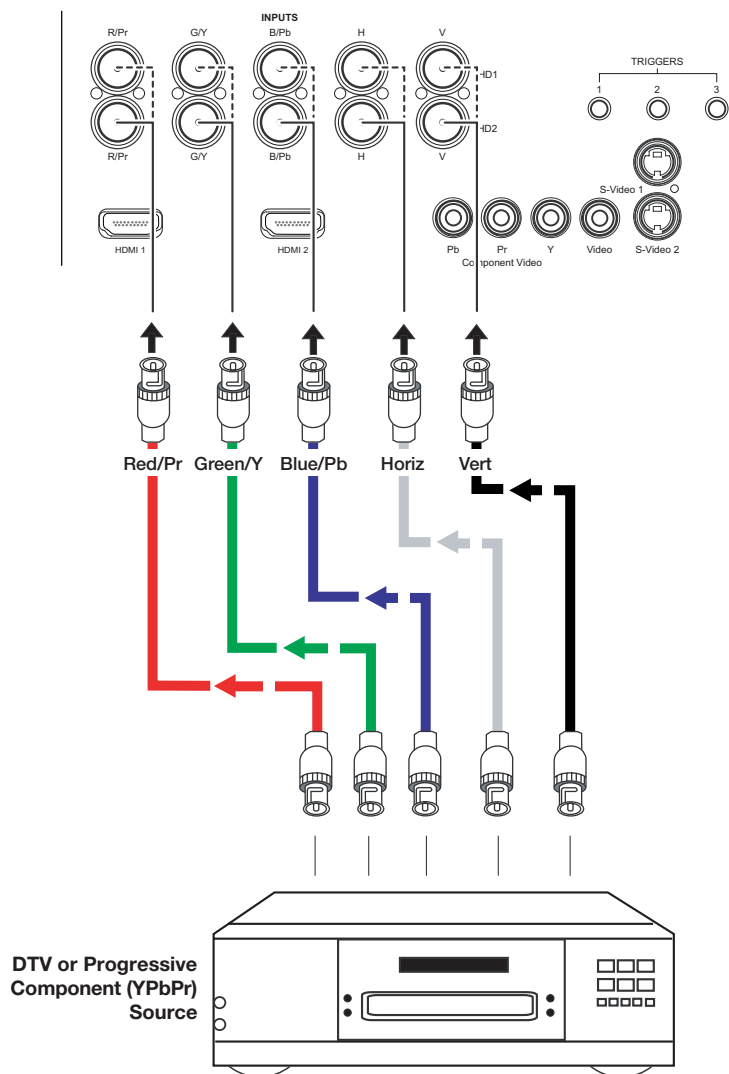 INPUTS
R/Pr G/Y B/Pb H V
HD1
TRIGGERS
1 2 3
HD2
R/Pr G/Y B/Pb H V
S-Video 1
HDMI 1 HDMI 2
Pb Pr Y Video S-Video 2
Component Video
Red/Pr Green/Y Blue/Pb Horiz Vert
DTV or Progressive
Component (YPbPr)
Source